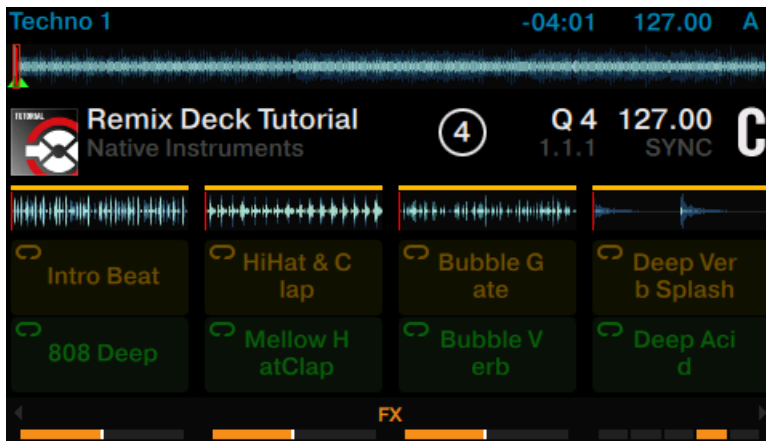 Techno 1 -04:01 127.00 A
TUTORIAL
Remix Deck Tutorial 4 Q 4 127.00 C
Native Instruments 1.1.1 SYNC
Intro Beat
HiHat & C
lap
Bubble G
ate
Deep Ver
b Splash
808 Deep
Mellow H
atClap
Bubble V
erb
Deep Aci
d
FX